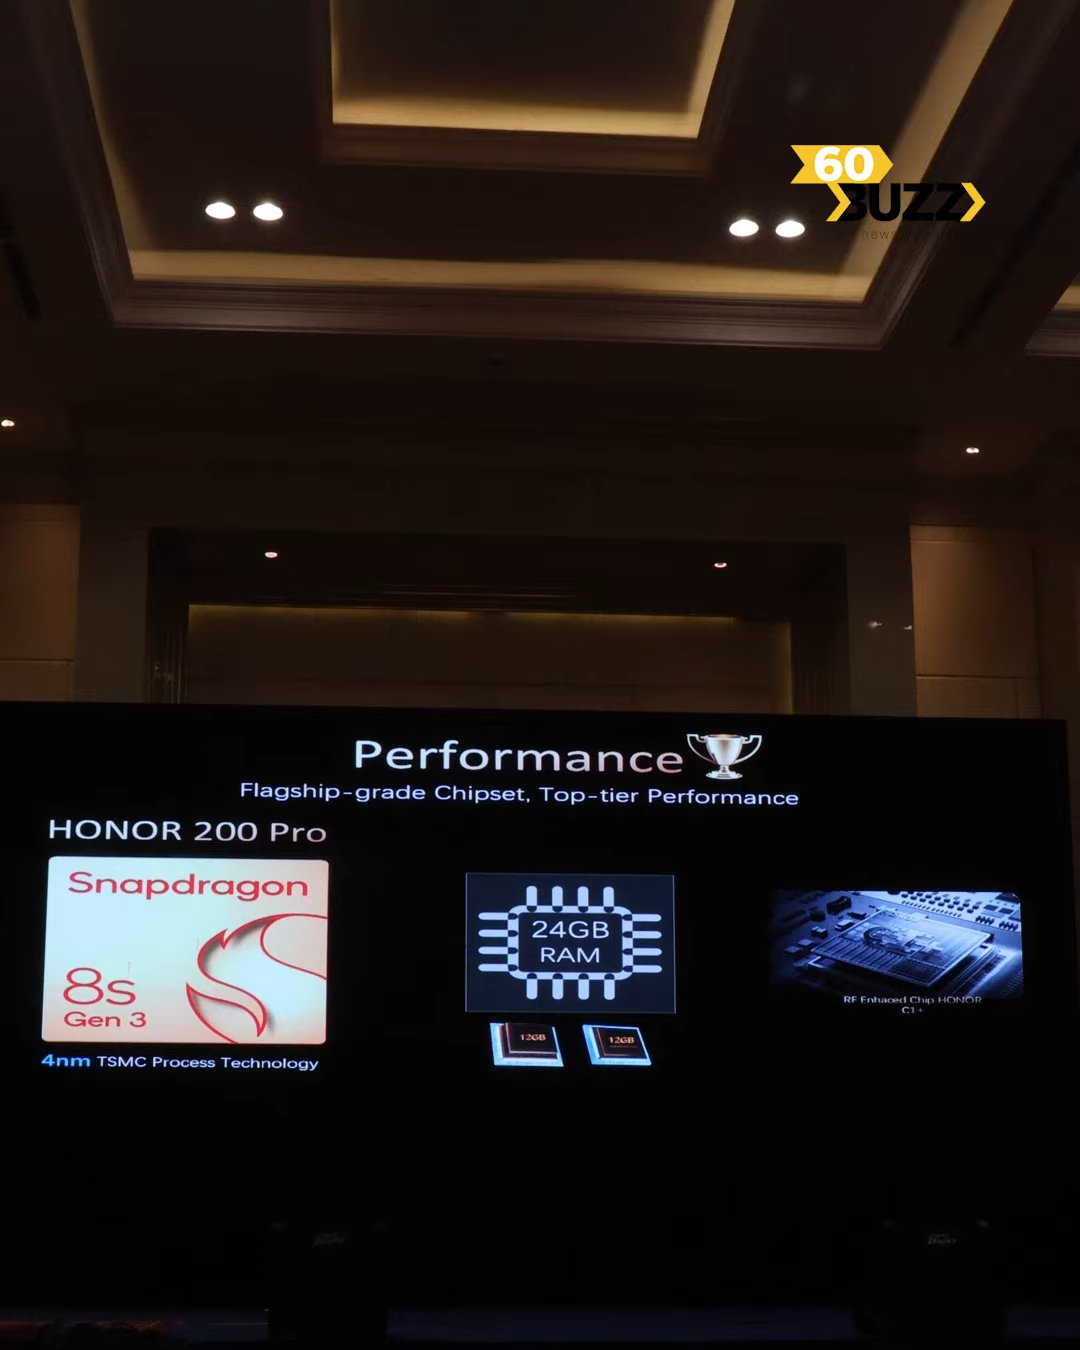 60
BUZZ
news
Performance
Flagship-grade Chipset, Top-tier Performance
HONOR 200 Pro
Snapdragon
8s
Gen 3
4nm TSMC Process Technology
24GB
RAM
12GB
12GB
RF Enhaced Chip HONOR
C1+